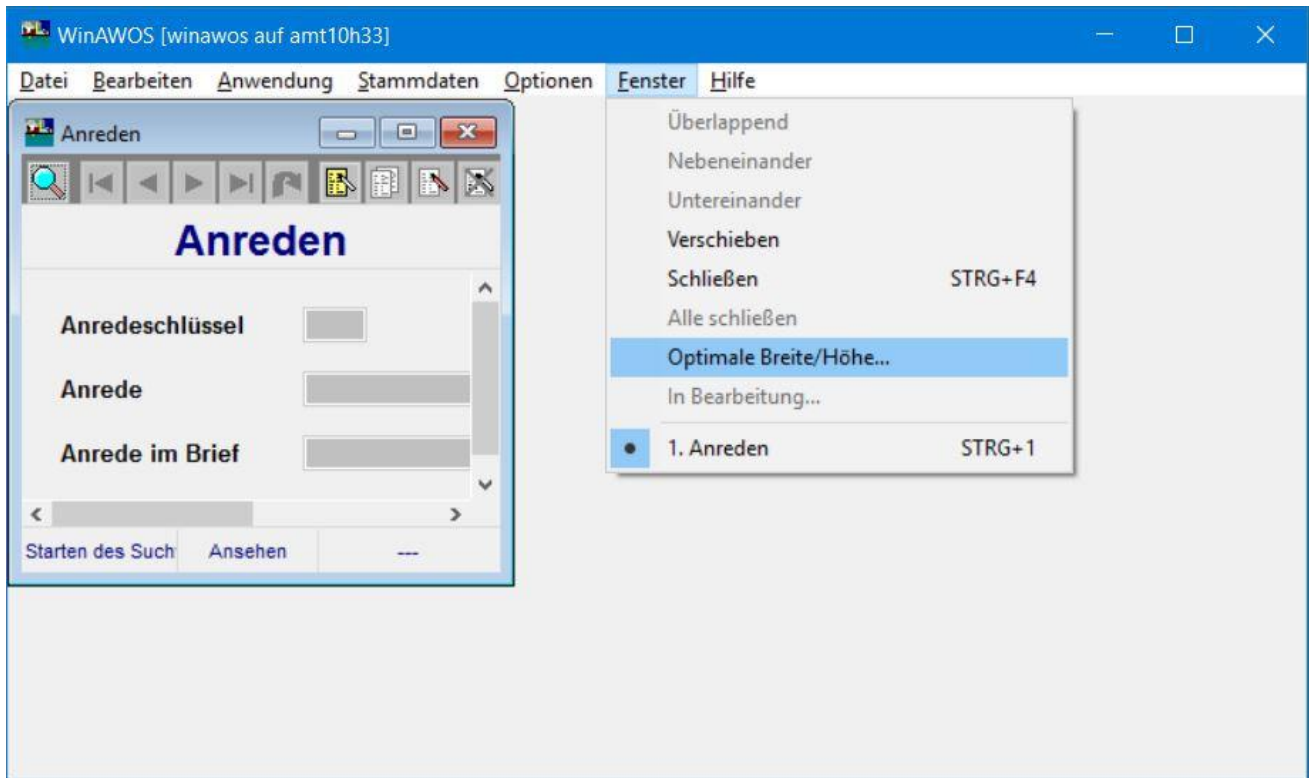 WinAWOS [winawos auf amt10h33]
Datei Bearbeiten Anwendung Stammdaten Optionen Fenster Hilfe
Anreden
Anreden
Anredeschlüssel
Anrede
Anrede im Brief
Starten des Such Ansehen ---
Überlappend
Nebeneinander
Untereinander
Verschieben
Schließen STRG+F4
Alle schließen
Optimale Breite/Höhe...
In Bearbeitung...
1. Anreden STRG+1